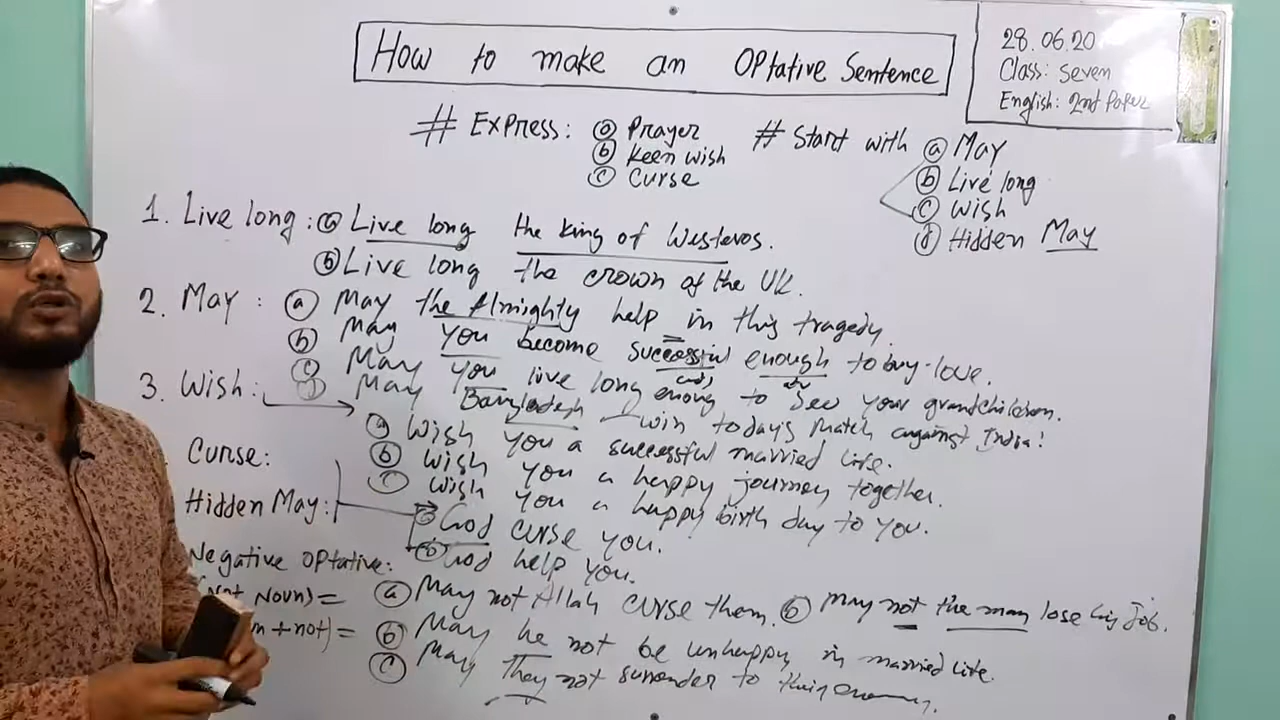 How to make an Optative Sentence
28.06.20
Class: Seven
English: 2nd Paper
# Express: (a) Prayer
(b) Keen wish
(c) Curse
# Start with (a) May
(b) Live long
(c) Wish
(d) Hidden May
1. Live long: (a) Live long the king of Westeros.
(b) Live long the crown of the UK.
2. May: (a) May the Almighty help in this tragedy.
(b) May you become successful enough to buy love.
(c) May you live long enoug to see your grandchildren.
(d) May Bangladesh win today's match against India!
3. Wish:
(a) Wish you a successful married life.
(b) Wish you a happy journey together.
(c) Wish you a happy birth day to you.
Curse:
Hidden May:
(a) God curse you.
(b) God help you.
Negative Optative:
Noun) = (a) May not Allah curse them. (b) May not the man lose his job.
+not) = (b) May he not be unhappy in married life.
(c) May they not surrender to their enemy.